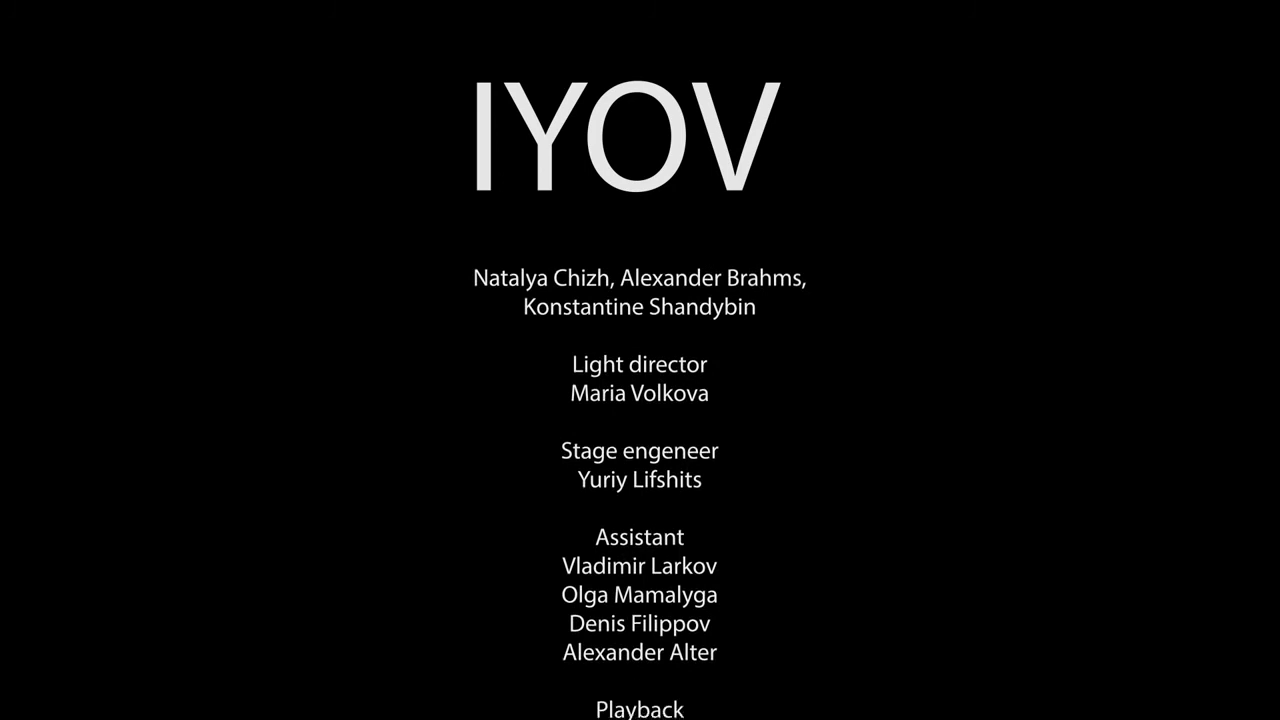 IYOV
Natalya Chizh, Alexander Brahms,
Konstantine Shandybin
Light director
Maria Volkova
Stage engeneer
Yuriy Lifshits
Assistant
Vladimir Larkov
Olga Mamalyga
Denis Filippov
Alexander Alter
Playback